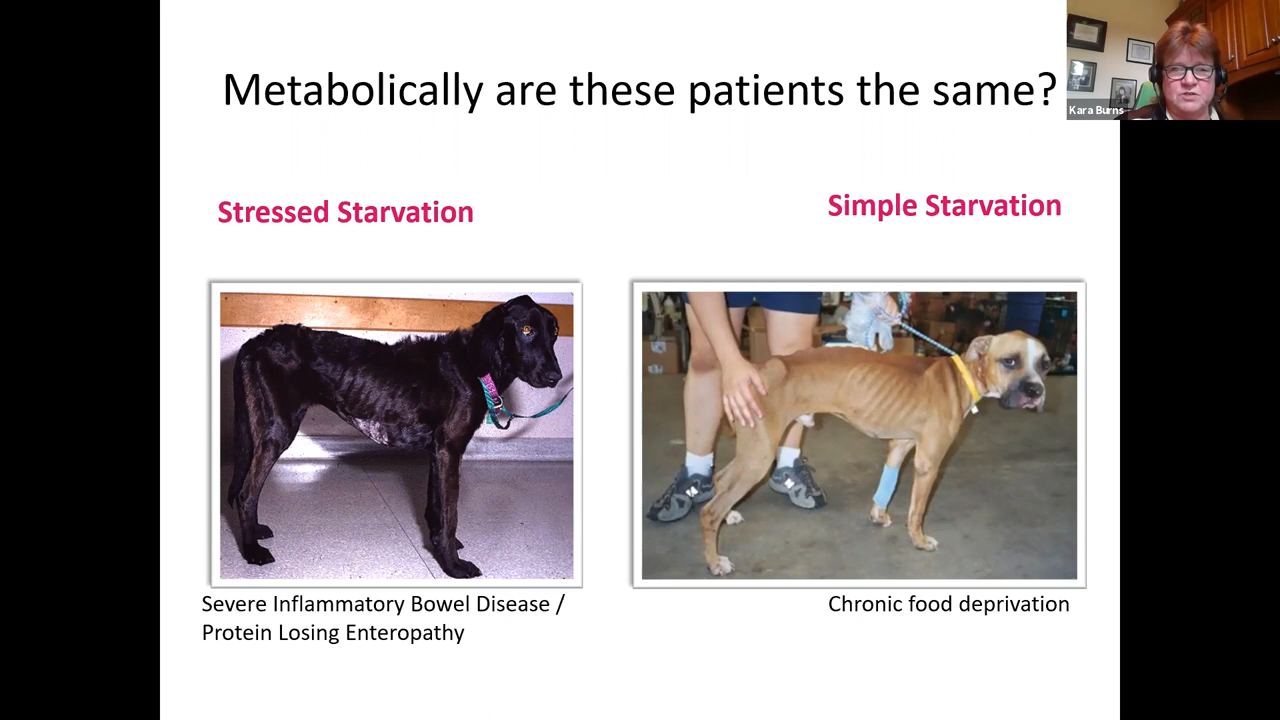 Metabolically are these patients the same?
Kara Burns
Stressed Starvation
Simple Starvation
Severe Inflammatory Bowel Disease /
Protein Losing Enteropathy
Chronic food deprivation